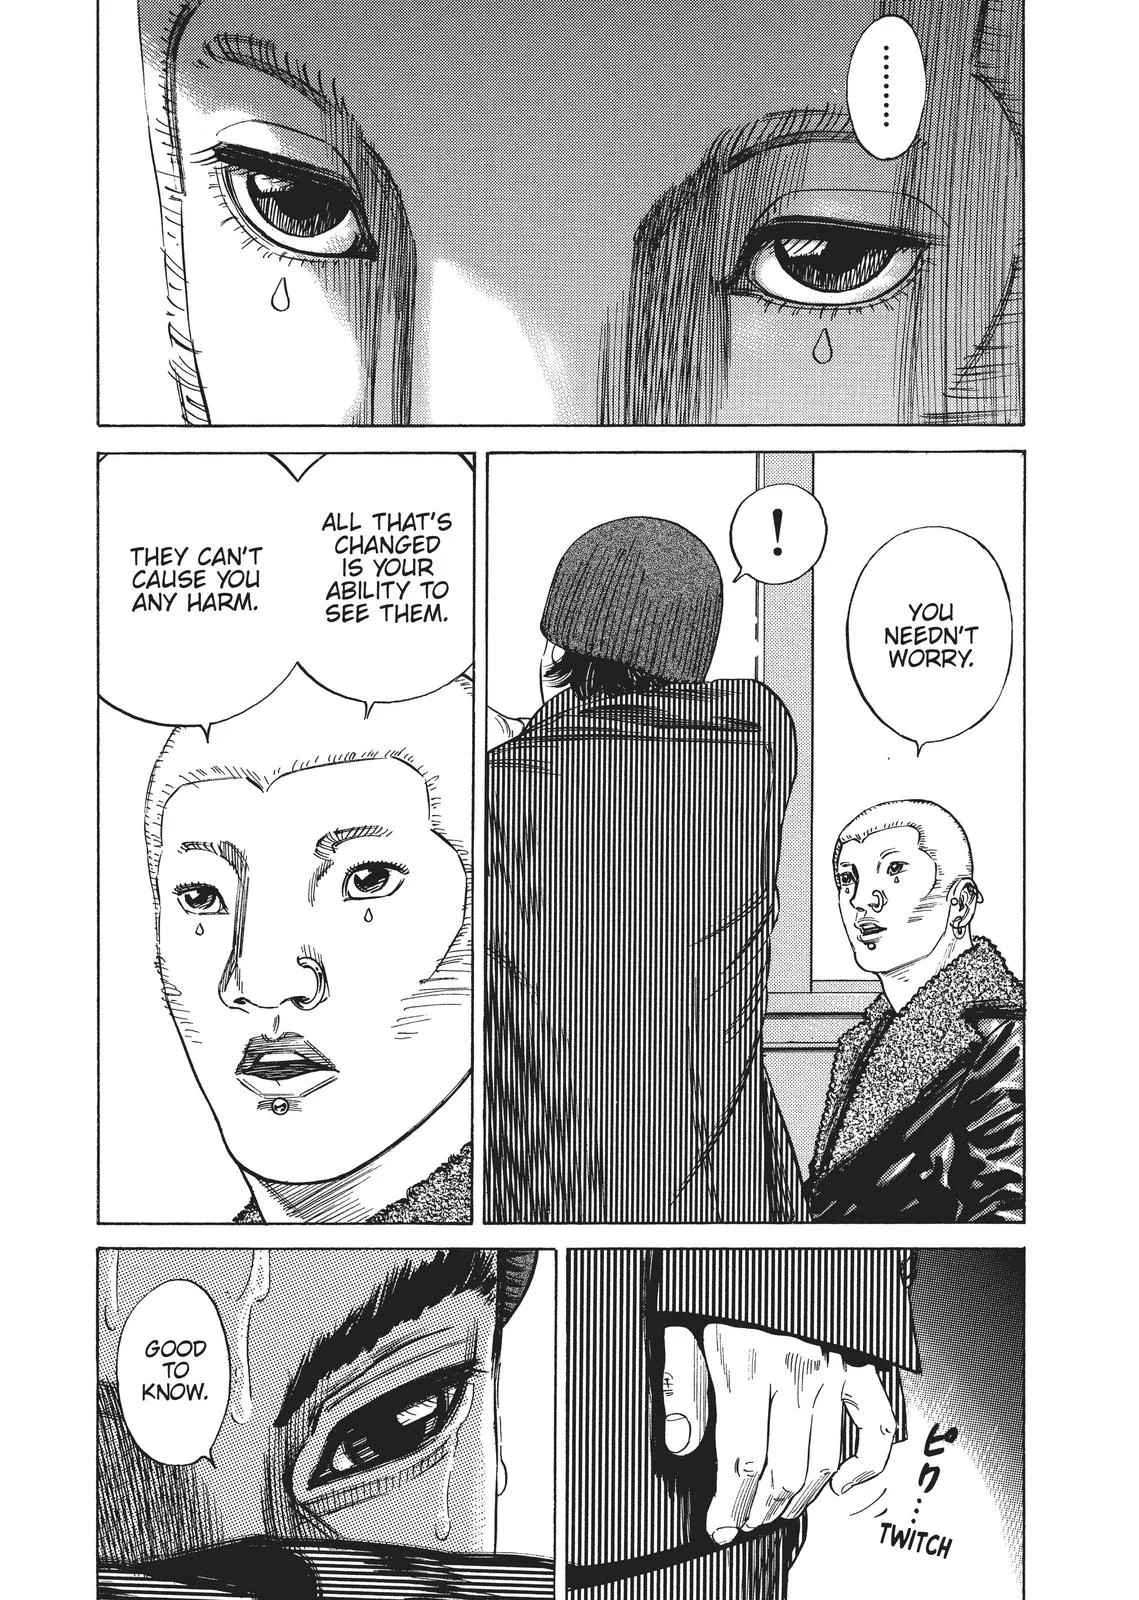 .........
!
YOU
NEEDN'T
WORRY.
ALL THAT'S
CHANGED
IS YOUR
ABILITY TO
SEE THEM.
THEY CAN'T
CAUSE YOU
ANY HARM.
ピク...
TWITCH
GOOD
TO
KNOW.